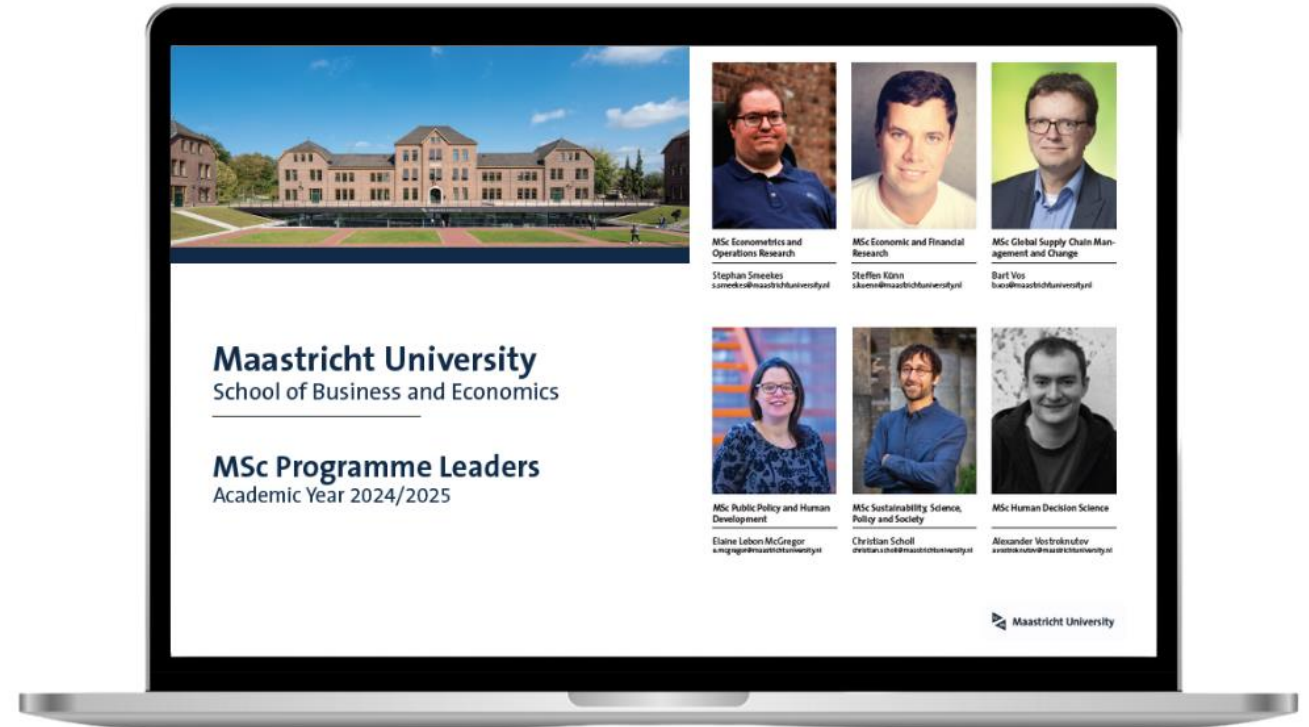 Maastricht University
School of Business and Economics
MSc Programme Leaders
Academic Year 2024/2025
MSc Econometrics and
Operations Research
Stephan Smeekes
s.smeekes@maastrichtuniversity.nl
MSc Economic and Financial
Research
Steffen Künn
s.kuenn@maastrichtuniversity.nl
MSc Global Supply Chain Man-
agement and Change
Bart Vos
b.vos@maastrichtuniversity.nl
MSc Public Policy and Human
Development
Elaine Lebon McGregor
e.mcgregor@maastrichtuniversity.nl
MSc Sustainability, Science,
Policy and Society
Christian Scholl
christian.scholl@maastrichtuniversity.nl
MSc Human Decision Science
Alexander Vostroknutov
a.vostroknutov@maastrichtuniversity.nl
Maastricht University